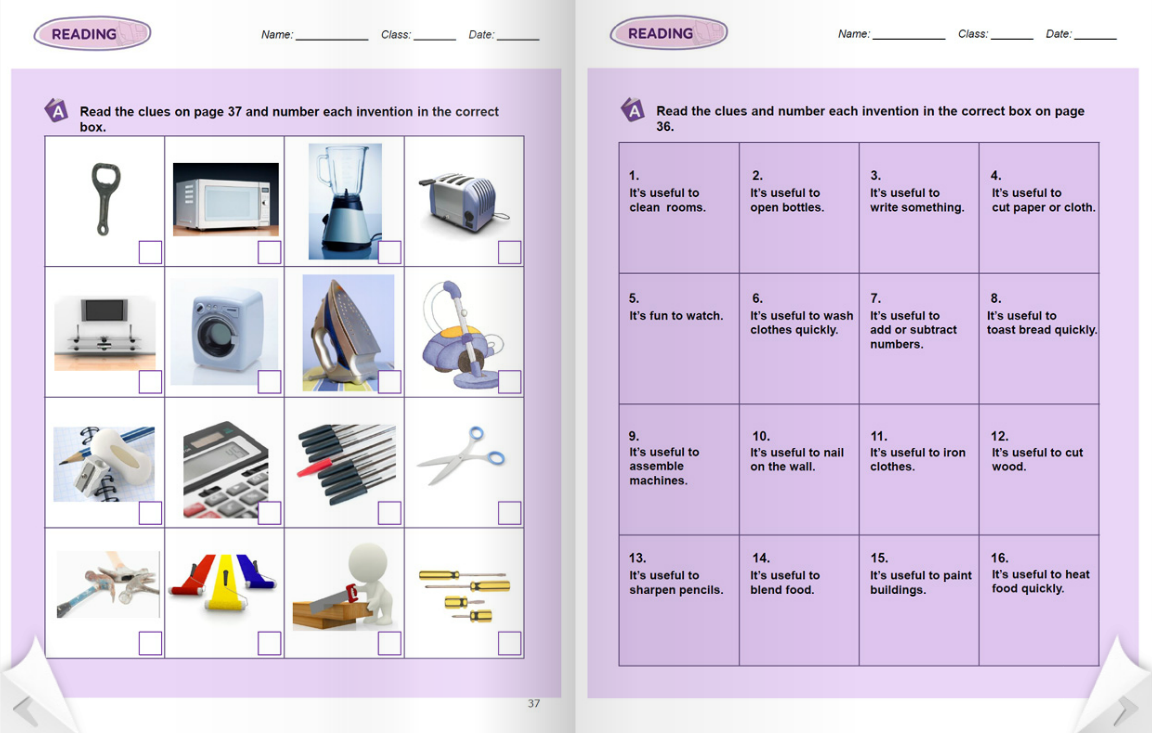 READING
Name: ____________ Class: _______ Date: _______
A
Read the clues on page 37 and number each invention in the correct
box.
37
READING
Name: ____________ Class: _______ Date: _______
A
Read the clues and number each invention in the correct box on page
36.
1.
It's useful to
clean rooms.
2.
It's useful to
open bottles.
3.
It's useful to
write something.
4.
It's useful to
cut paper or cloth.
5.
It's fun to watch.
6.
It's useful to wash
clothes quickly.
7.
It's useful to
add or subtract
numbers.
8.
It's useful to
toast bread quickly.
9.
It's useful to
assemble
machines.
10.
It's useful to nail
on the wall.
11.
It's useful to iron
clothes.
12.
It's useful to cut
wood.
13.
It's useful to
sharpen pencils.
14.
It's useful to
blend food.
15.
It's useful to paint
buildings.
16.
It's useful to heat
food quickly.